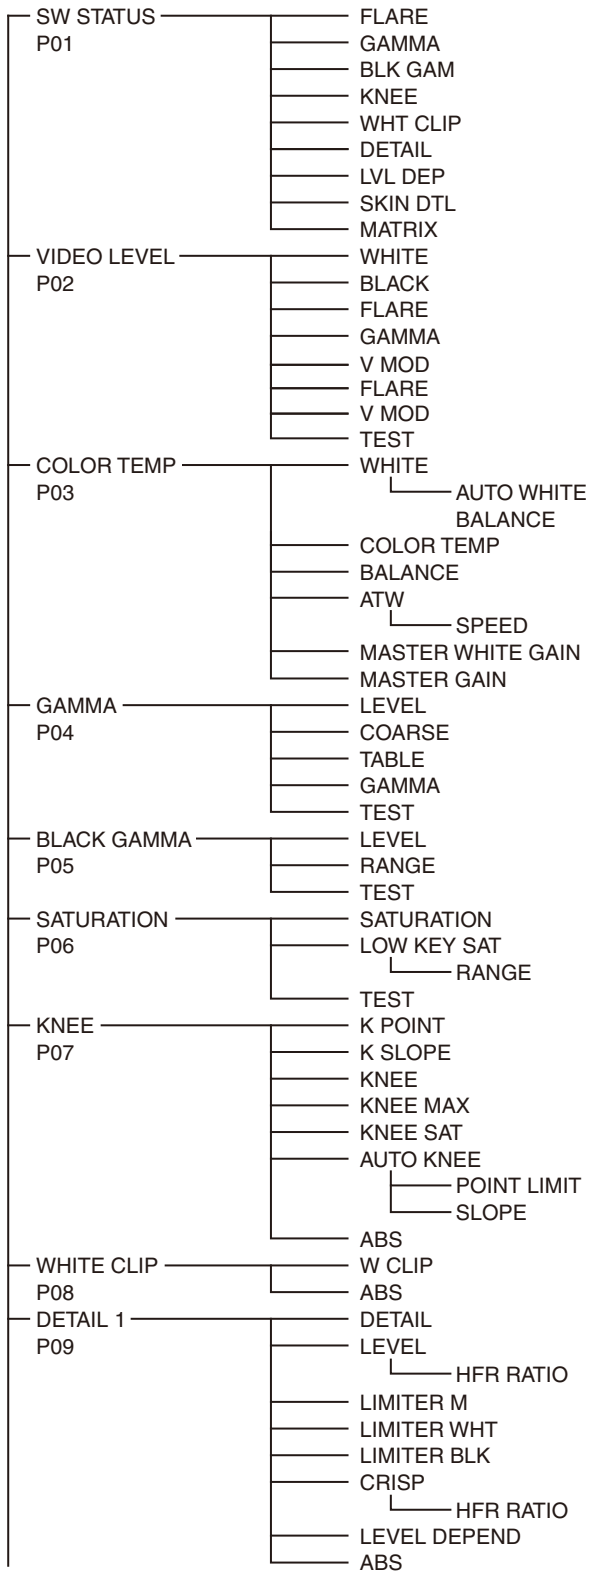 SW STATUS
P01
FLARE
GAMMA
BLK GAM
KNEE
WHT CLIP
DETAIL
LVL DEP
SKIN DTL
MATRIX
VIDEO LEVEL
P02
WHITE
BLACK
FLARE
GAMMA
V MOD
FLARE
V MOD
TEST
COLOR TEMP
P03
WHITE
AUTO WHITE
BALANCE
COLOR TEMP
BALANCE
ATW
SPEED
MASTER WHITE GAIN
MASTER GAIN
GAMMA
P04
LEVEL
COARSE
TABLE
GAMMA
TEST
BLACK GAMMA
P05
LEVEL
RANGE
TEST
SATURATION
P06
SATURATION
LOW KEY SAT
RANGE
TEST
KNEE
P07
K POINT
K SLOPE
KNEE
KNEE MAX
KNEE SAT
AUTO KNEE
POINT LIMIT
SLOPE
ABS
WHITE CLIP
P08
W CLIP
ABS
DETAIL 1
P09
DETAIL
LEVEL
HFR RATIO
LIMITER M
LIMITER WHT
LIMITER BLK
CRISP
HFR RATIO
LEVEL DEPEND
ABS